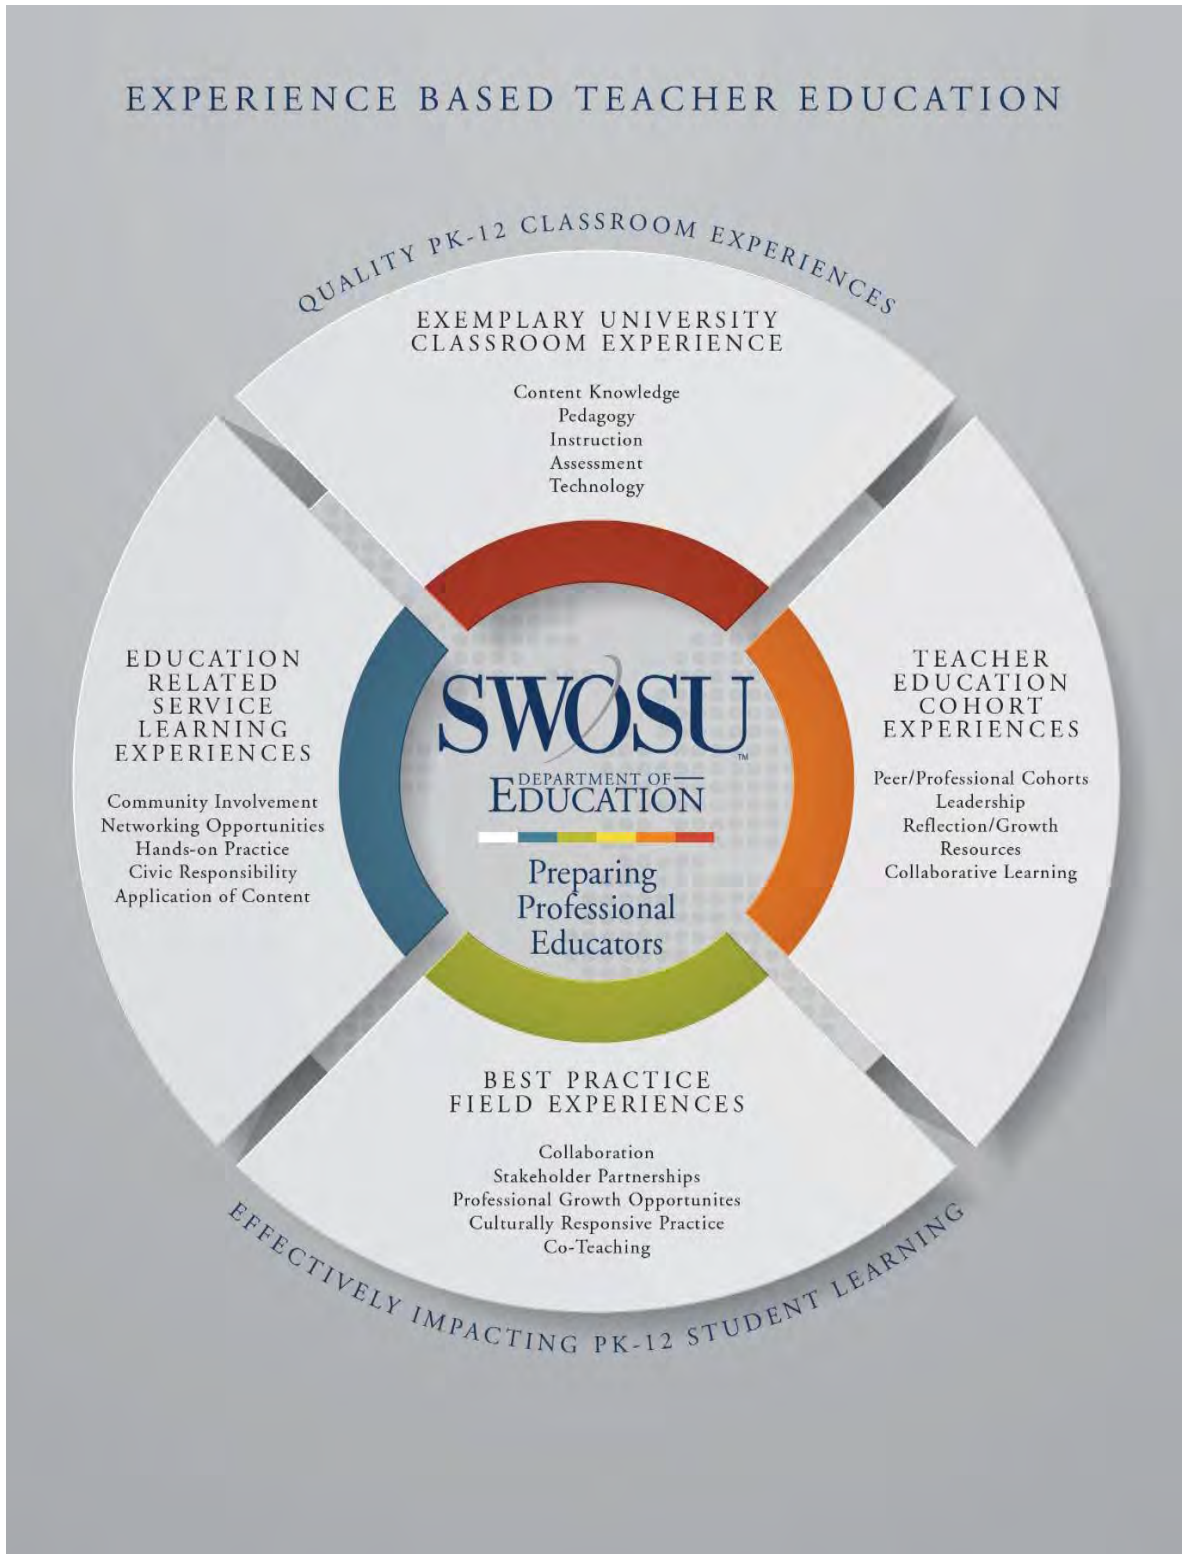 EXPERIENCE BASED TEACHER EDUCATION
QUALITY PK-12 CLASSROOM EXPERIENCES
EXEMPLARY UNIVERSITY
CLASSROOM EXPERIENCE
Content Knowledge
Pedagogy
Instruction
Assessment
Technology
EDUCATION
RELATED
SERVICE
LEARNING
EXPERIENCES
Community Involvement
Networking Opportunities
Hands-on Practice
Civic Responsibility
Application of Content
SWOSU™
DEPARTMENT OF
EDUCATION
Preparing
Professional
Educators
TEACHER
EDUCATION
COHORT
EXPERIENCES
Peer/Professional Cohorts
Leadership
Reflection/Growth
Resources
Collaborative Learning
BEST PRACTICE
FIELD EXPERIENCES
Collaboration
Stakeholder Partnerships
Professional Growth Opportunites
Culturally Responsive Practice
Co-Teaching
EFFECTIVELY IMPACTING PK-12 STUDENT LEARNING